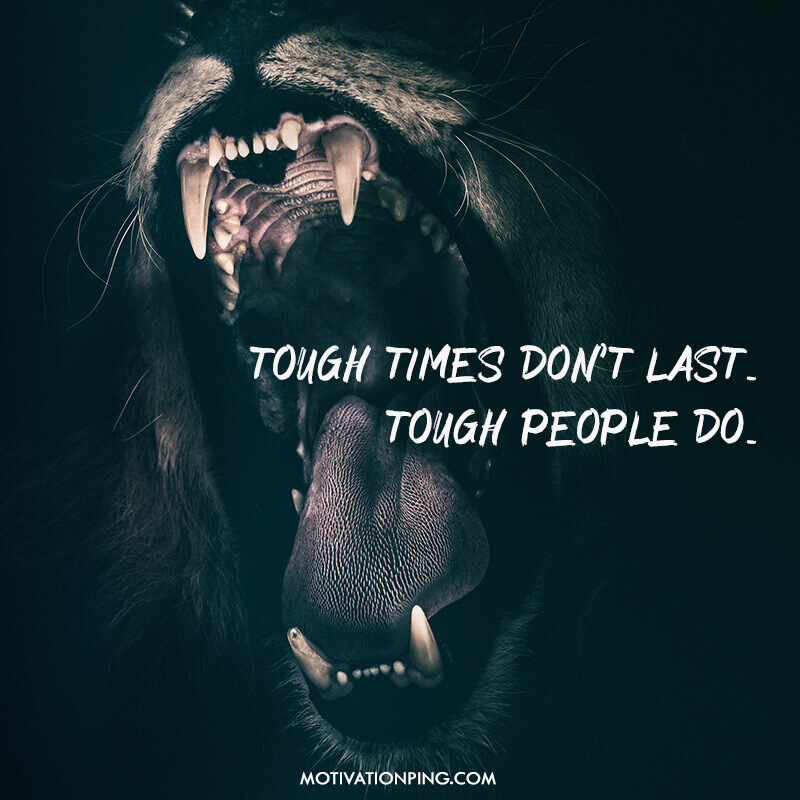 TOUGH TIMES DON'T LAST.
TOUGH PEOPLE DO.
MOTIVATIONPING.COM